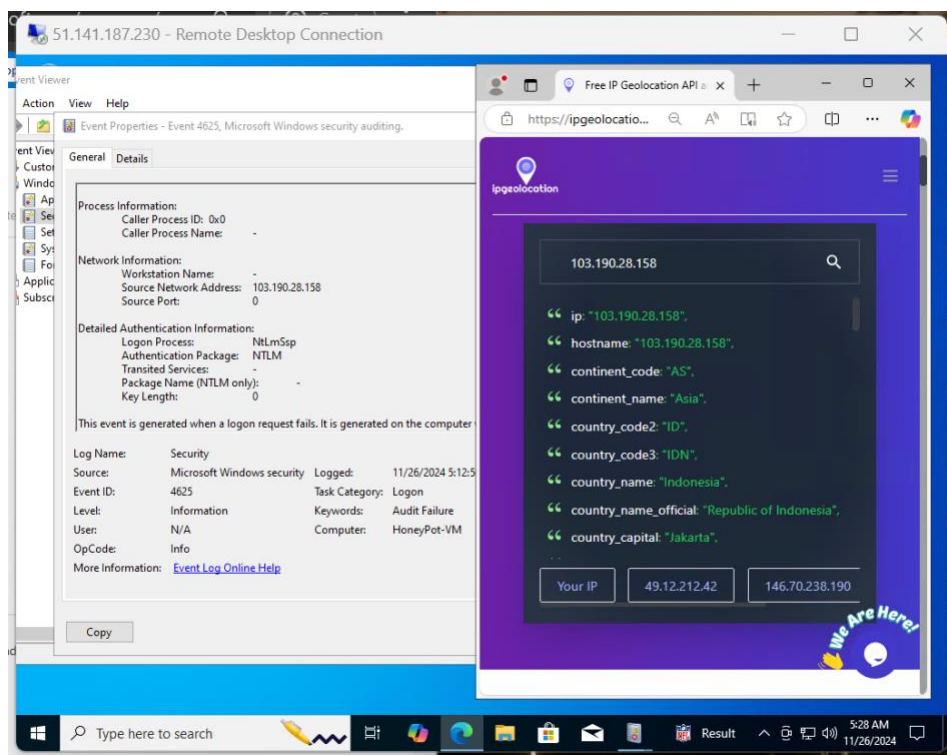 51.141.187.230 - Remote Desktop Connection
Event Viewer
Action View Help
Event Properties - Event 4625, Microsoft Windows security auditing.
General Details
Process Information:
Caller Process ID: 0x0
Caller Process Name: -
Network Information:
Workstation Name: -
Source Network Address: 103.190.28.158
Source Port: 0
Detailed Authentication Information:
Logon Process: NtLmSsp
Authentication Package: NTLM
Transited Services: -
Package Name (NTLM only): -
Key Length: 0
This event is generated when a logon request fails. It is generated on the computer
Log Name: Security
Source: Microsoft Windows security Logged: 11/26/2024 5:12:5
Event ID: 4625 Task Category: Logon
Level: Information Keywords: Audit Failure
User: N/A Computer: HoneyPot-VM
OpCode: Info
More Information: Event Log Online Help
Copy
ent View
Custo
Windo
Ap
Sec
Set
Sys
Fo
Applic
Subscr
Free IP Geolocation API a
https://ipgeolocatio...
ipgeolocation
103.190.28.158
ip: "103.190.28.158",
hostname: "103.190.28.158",
continent_code: "AS",
continent_name: "Asia",
country_code2: "ID",
country_code3: "IDN",
country_name: "Indonesia",
country_name_official: "Republic of Indonesia",
country_capital: "Jakarta",
Your IP 49.12.212.42 146.70.238.190
We Are Here!
Type here to search
Result
5:28 AM
11/26/2024